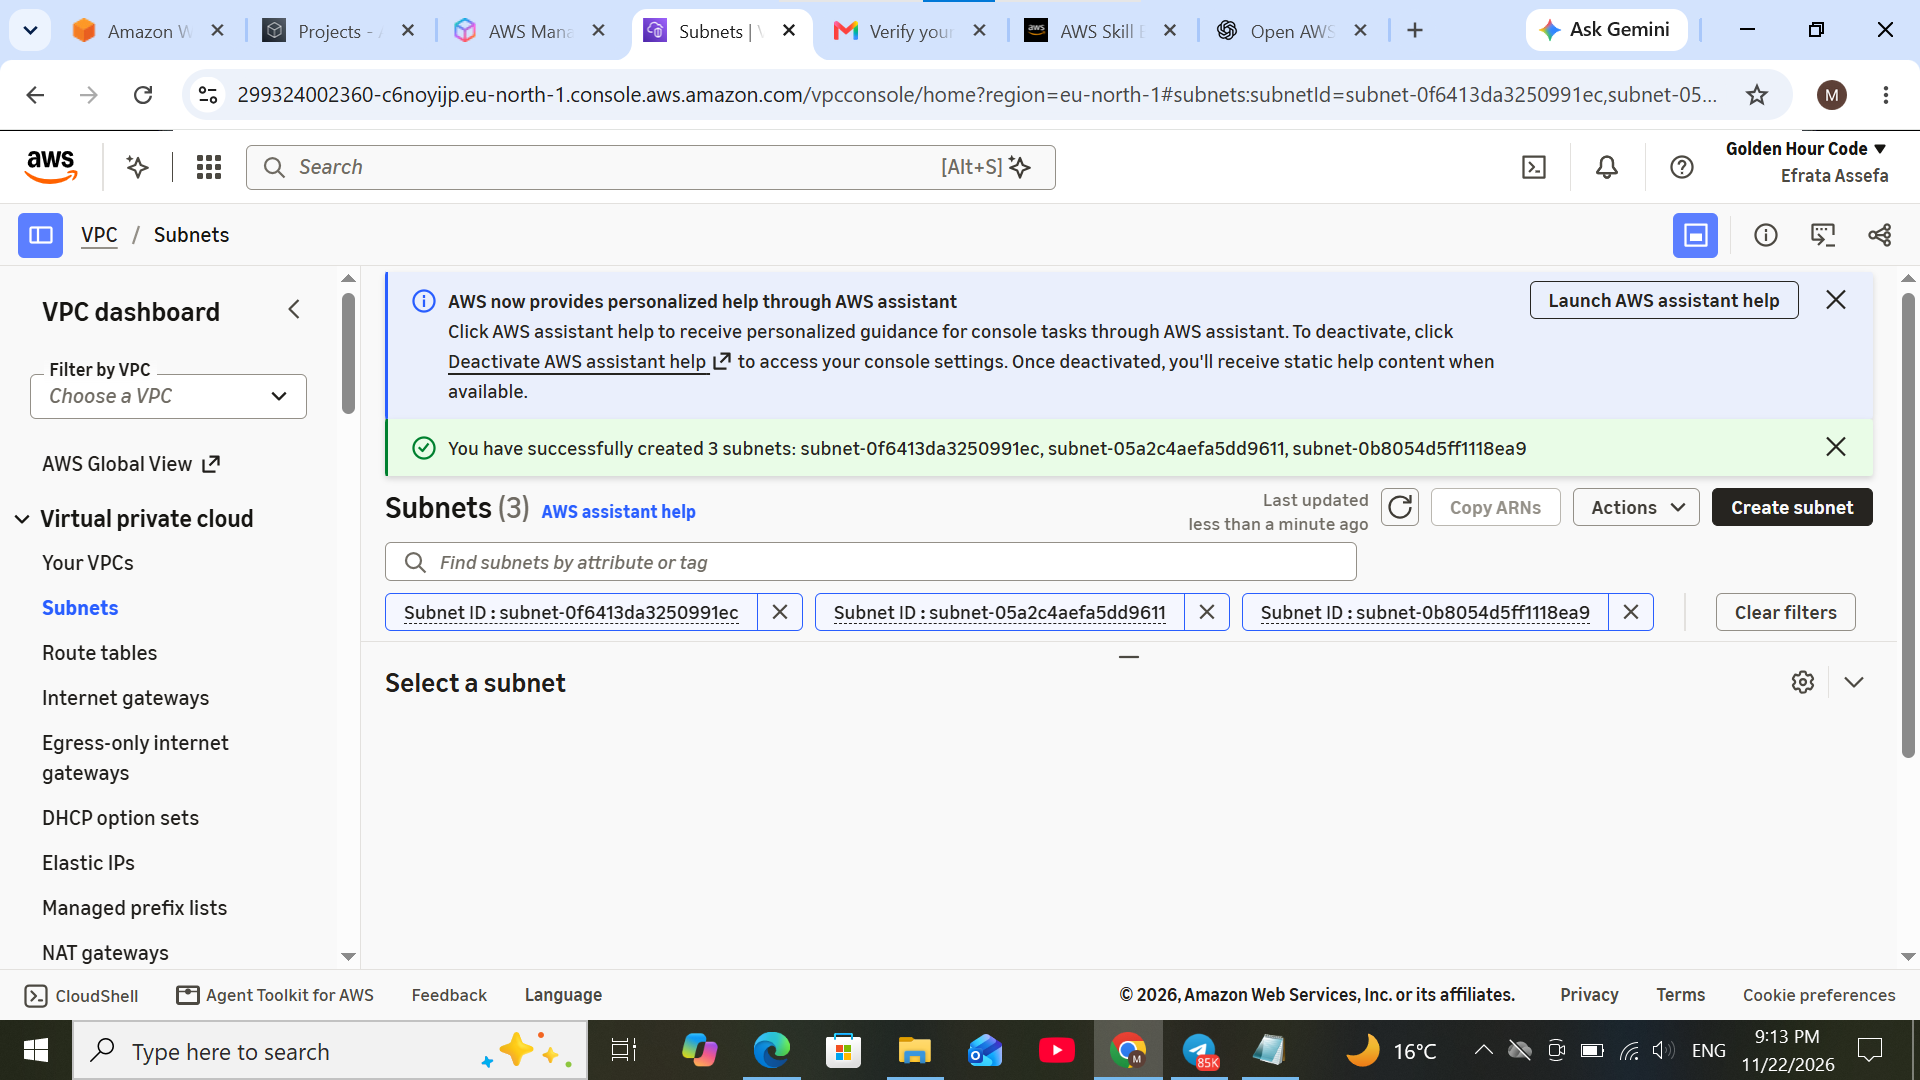 Amazon W
Projects - A
AWS Mana
Subnets | V
Verify your
AWS Skill B
Open AWS
Ask Gemini
299324002360-c6noyijp.eu-north-1.console.aws.amazon.com/vpcconsole/home?region=eu-north-1#subnets:subnetId=subnet-0f6413da3250991ec,subnet-05...
M
aws
Search
[Alt+S]
Golden Hour Code
Efrata Assefa
VPC / Subnets
VPC dashboard
Filter by VPC
Choose a VPC
AWS Global View
Virtual private cloud
Your VPCs
Subnets
Route tables
Internet gateways
Egress-only internet
gateways
DHCP option sets
Elastic IPs
Managed prefix lists
NAT gateways
AWS now provides personalized help through AWS assistant
Click AWS assistant help to receive personalized guidance for console tasks through AWS assistant. To deactivate, click
Deactivate AWS assistant help to access your console settings. Once deactivated, you'll receive static help content when
available.
Launch AWS assistant help
You have successfully created 3 subnets: subnet-0f6413da3250991ec, subnet-05a2c4aefa5dd9611, subnet-0b8054d5ff1118ea9
Subnets (3)
AWS assistant help
Last updated
less than a minute ago
Copy ARNs
Actions
Create subnet
Find subnets by attribute or tag
Subnet ID : subnet-0f6413da3250991ec
Subnet ID : subnet-05a2c4aefa5dd9611
Subnet ID : subnet-0b8054d5ff1118ea9
Clear filters
Select a subnet
CloudShell
Agent Toolkit for AWS
Feedback
Language
© 2026, Amazon Web Services, Inc. or its affiliates.
Privacy
Terms
Cookie preferences
Type here to search
M
85K
16°C
ENG
9:13 PM
11/22/2026